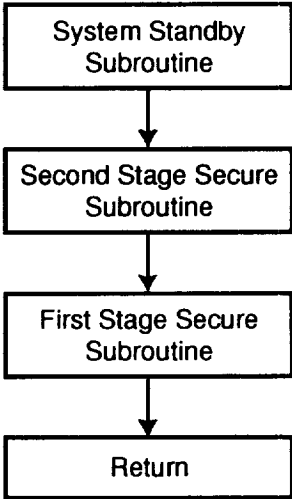 System Standby
Subroutine
Second Stage Secure
Subroutine
First Stage Secure
Subroutine
Return